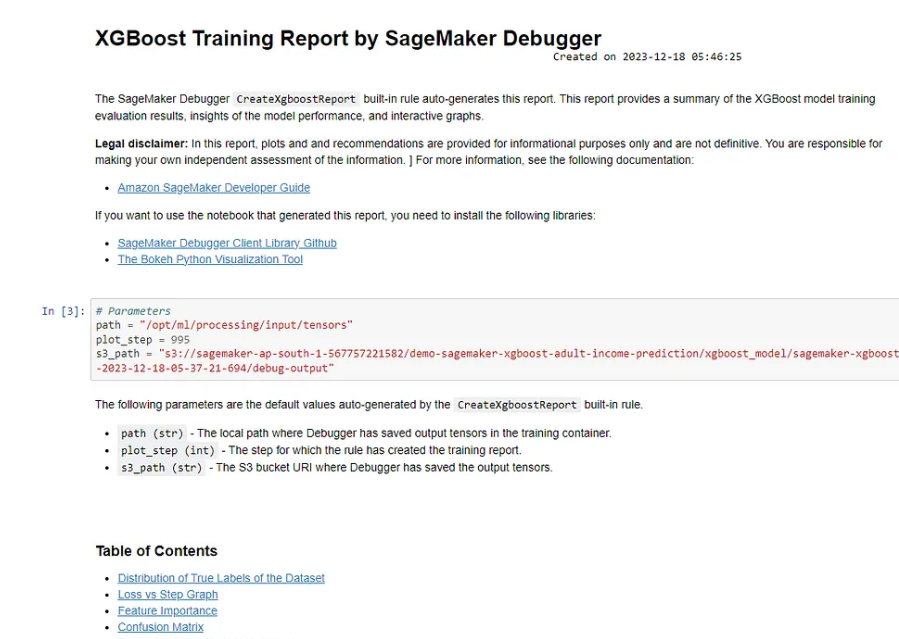 XGBoost Training Report by SageMaker Debugger
Created on 2023-12-18 05:46:25
The SageMaker Debugger CreateXgboostReport built-in rule auto-generates this report. This report provides a summary of the XGBoost model training
evaluation results, insights of the model performance, and interactive graphs.
Legal disclaimer: In this report, plots and and recommendations are provided for informational purposes only and are not definitive. You are responsible for
making your own independent assessment of the information. ] For more information, see the following documentation:
• Amazon SageMaker Developer Guide
If you want to use the notebook that generated this report, you need to install the following libraries:
• SageMaker Debugger Client Library Github
• The Bokeh Python Visualization Tool
In [3]: # Parameters
path = "/opt/ml/processing/input/tensors"
plot_step = 995
s3_path = "s3://sagemaker-ap-south-1-567757221582/demo-sagemaker-xgboost-adult-income-prediction/xgboost_model/sagemaker-xgboost
-2023-12-18-05-37-21-694/debug-output"
The following parameters are the default values auto-generated by the CreateXgboostReport built-in rule.
• path (str) - The local path where Debugger has saved output tensors in the training container.
• plot_step (int) - The step for which the rule has created the training report.
• s3_path (str) - The S3 bucket URI where Debugger has saved the output tensors.
Table of Contents
• Distribution of True Labels of the Dataset
• Loss vs Step Graph
• Feature Importance
• Confusion Matrix